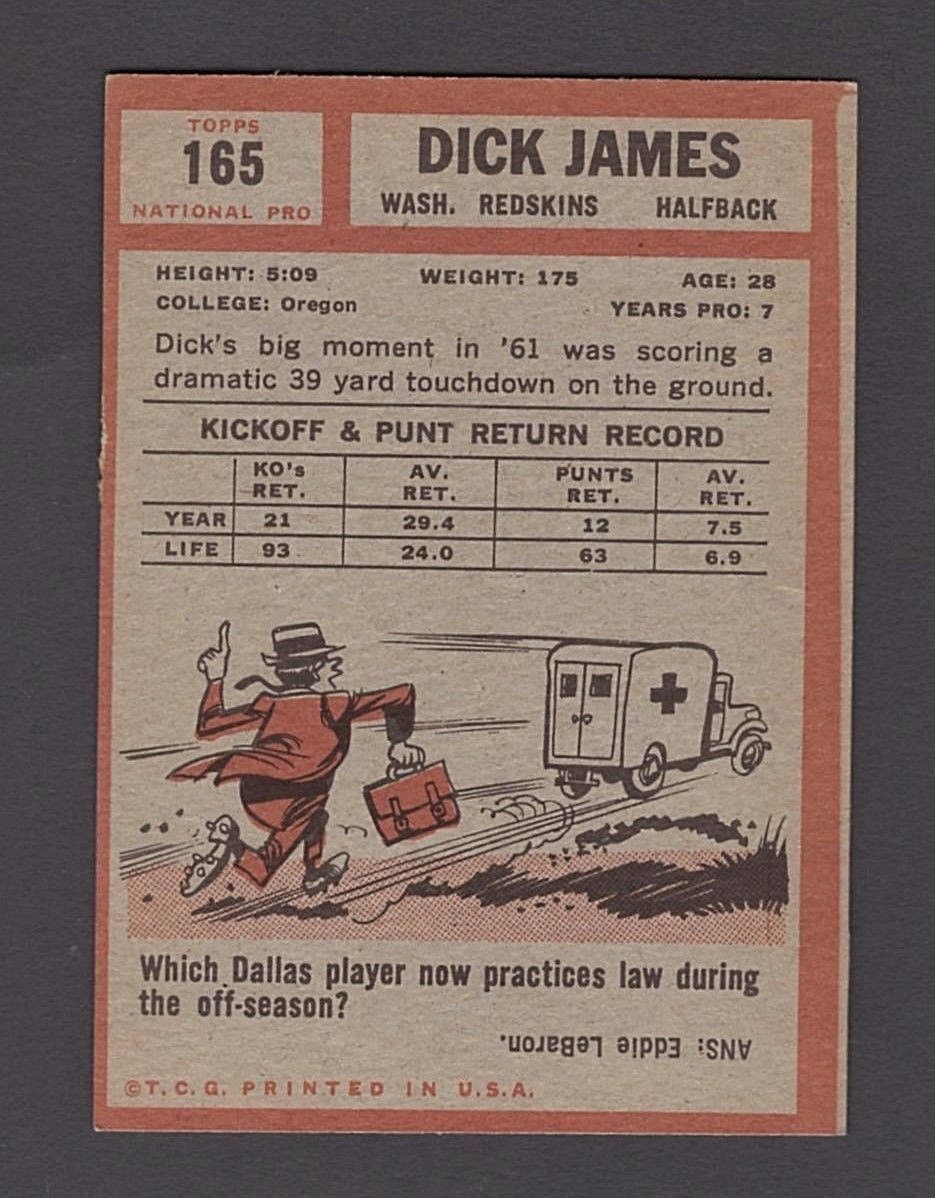 TOPPS
165
NATIONAL PRO
DICK JAMES
WASH. REDSKINS HALFBACK
HEIGHT: 5:09 WEIGHT: 175 AGE: 28
COLLEGE: Oregon YEARS PRO: 7
Dick's big moment in '61 was scoring a
dramatic 39 yard touchdown on the ground.
KICKOFF & PUNT RETURN RECORD
KO's RET. AV. RET. PUNTS RET. AV. RET.
YEAR 21 29.4 12 7.5
LIFE 93 24.0 63 6.9
Which Dallas player now practices law during
the off-season?
ANS: Eddie LeBaron.
©T.C.G. PRINTED IN U.S.A.